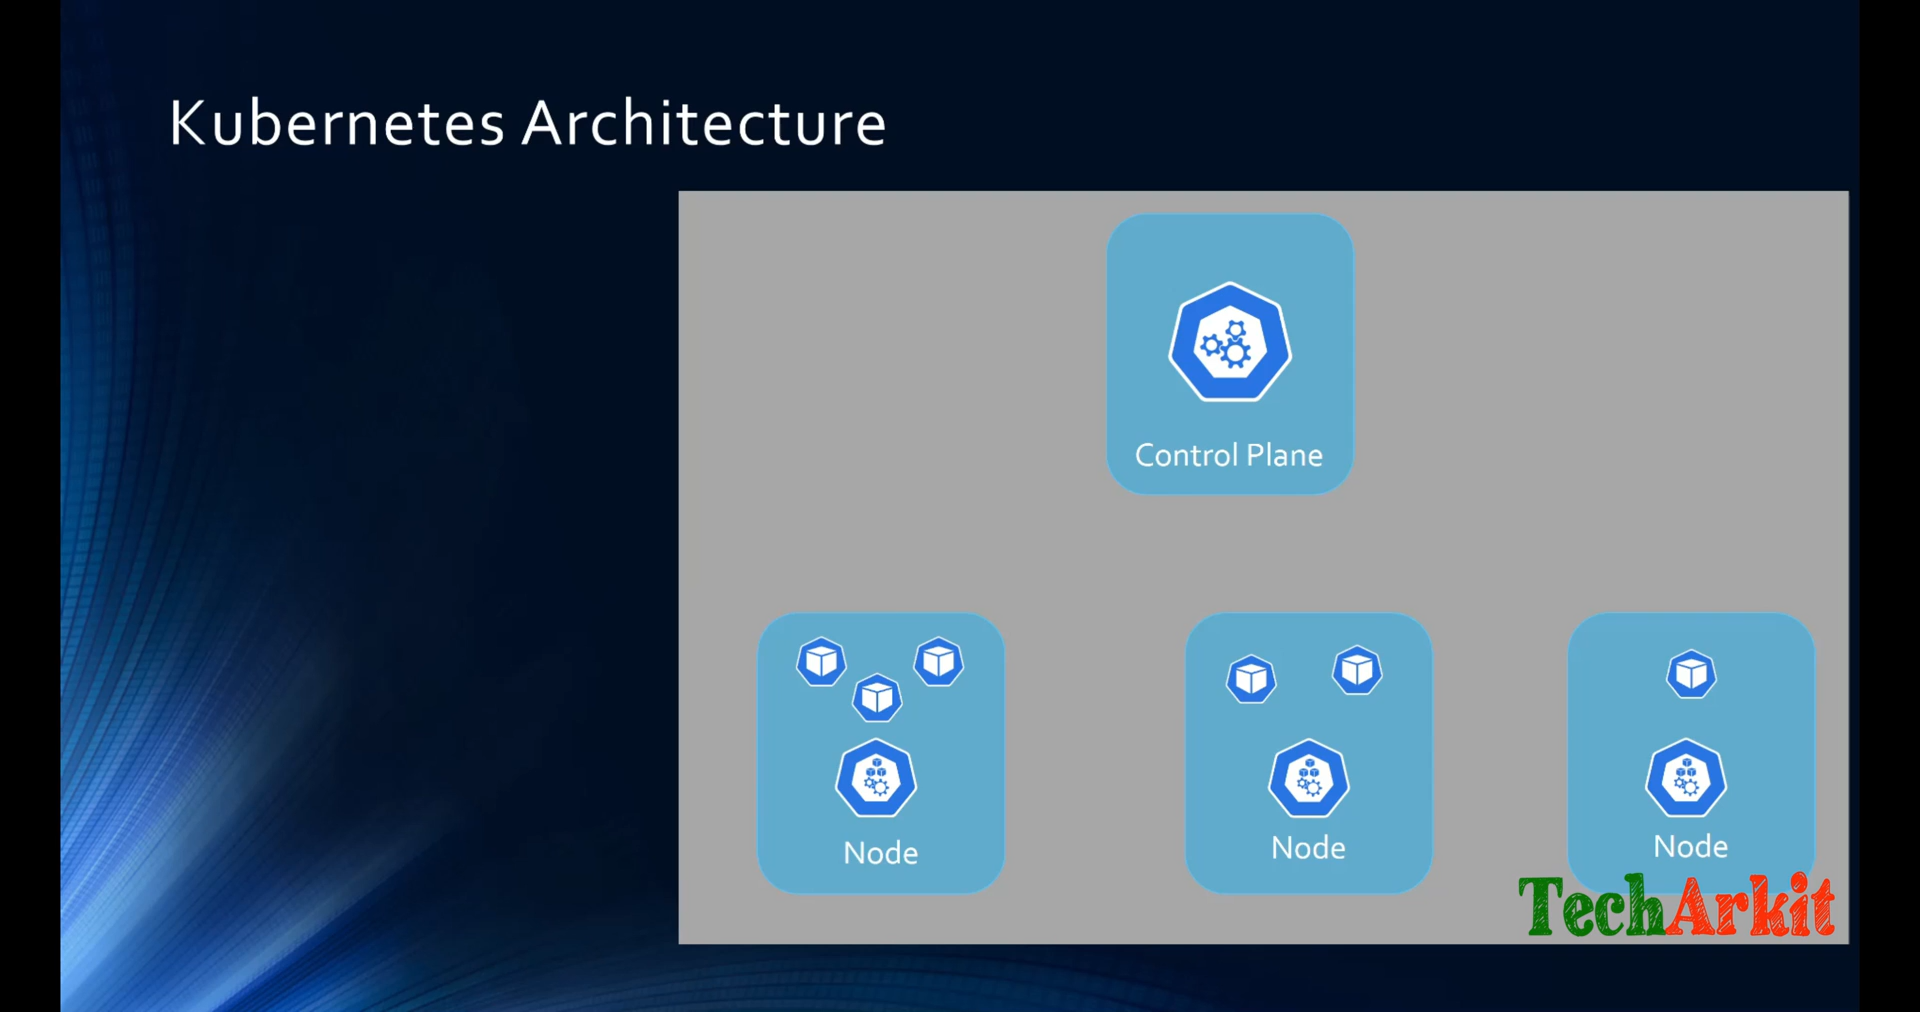 Kubernetes Architecture
Control Plane
Node
Node
Node
TechArkit